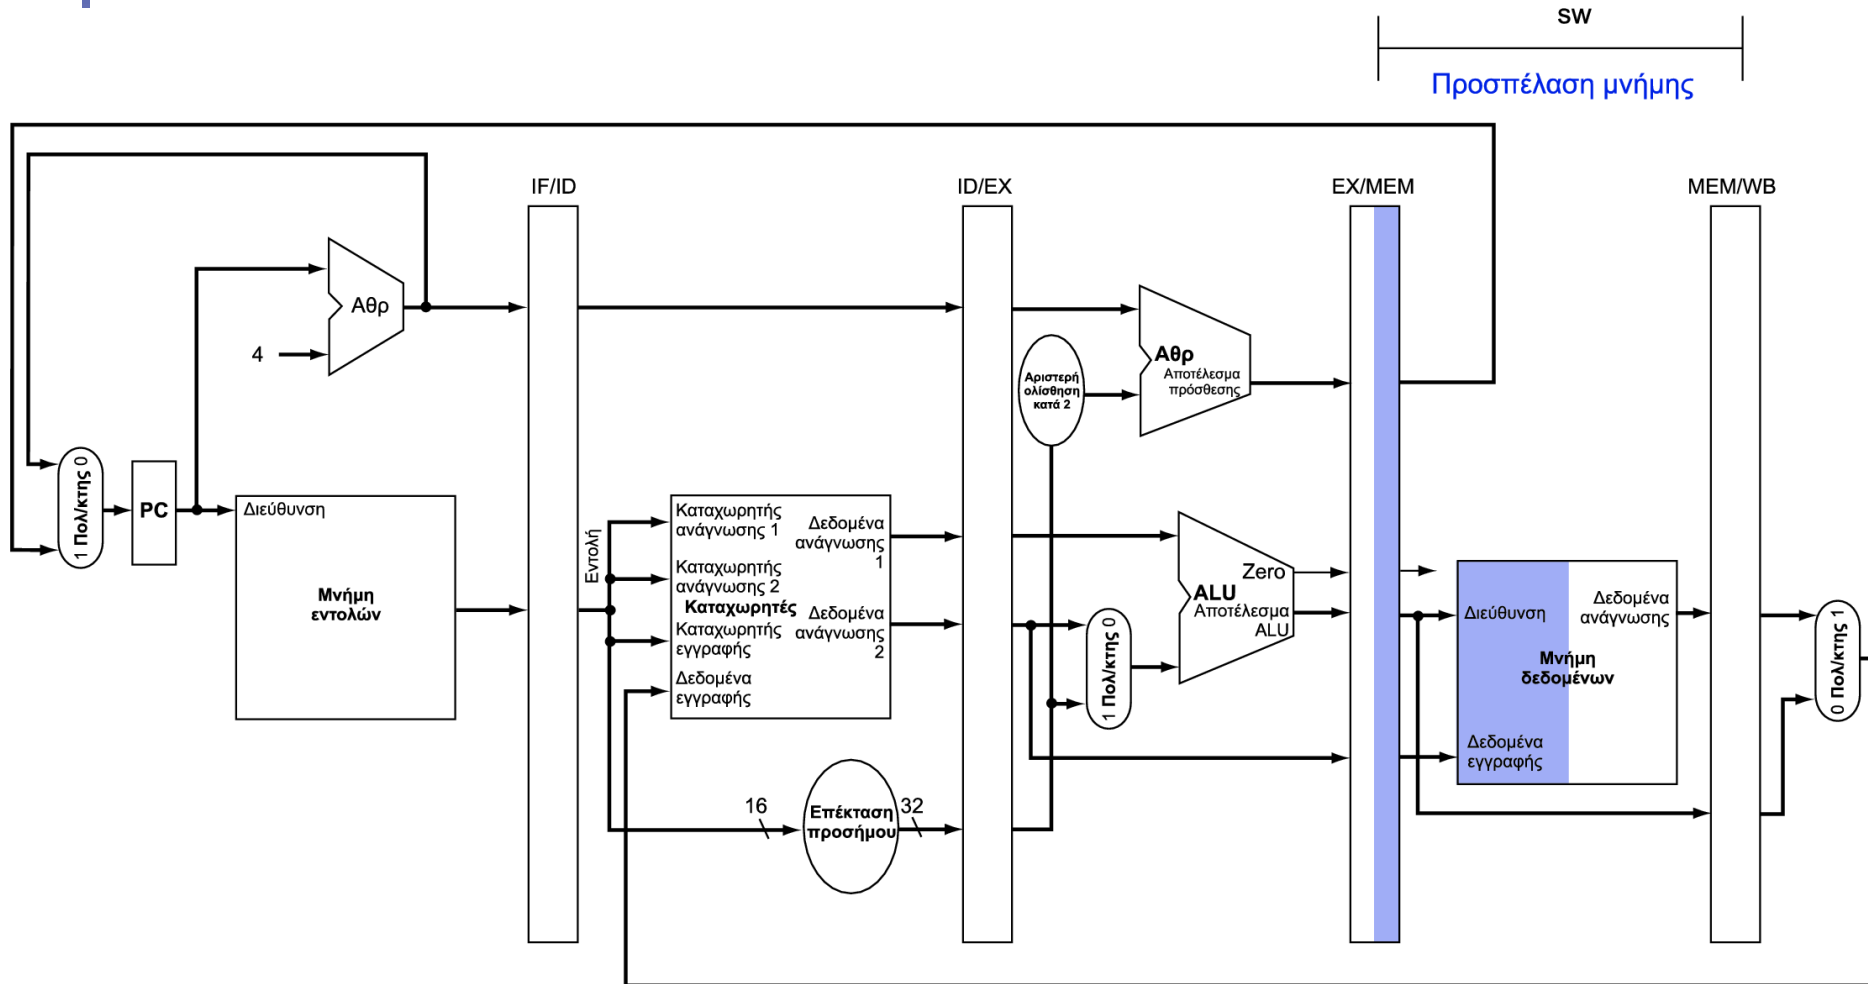 SW
Προσπέλαση μνήμης
IF/ID
ID/EX
EX/MEM
MEM/WB
Αθρ
4
Αθρ
Αποτέλεσμα
πρόσθεσης
Αριστερή
ολίσθηση
κατά 2
1 Πολ/κτης 0
PC
Διεύθυνση
Μνήμη
εντολών
Εντολή
Καταχωρητής
ανάγνωσης 1
Καταχωρητής
ανάγνωσης 2
Καταχωρητές
Καταχωρητής
εγγραφής
Δεδομένα
εγγραφής
Δεδομένα
ανάγνωσης
1
Δεδομένα
ανάγνωσης
2
16
Επέκταση
προσήμου
32
1 Πολ/κτης 0
Zero
ALU
Αποτέλεσμα
ALU
Διεύθυνση
Δεδομένα
ανάγνωσης
Μνήμη
δεδομένων
Δεδομένα
εγγραφής
0 Πολ/κτης 1